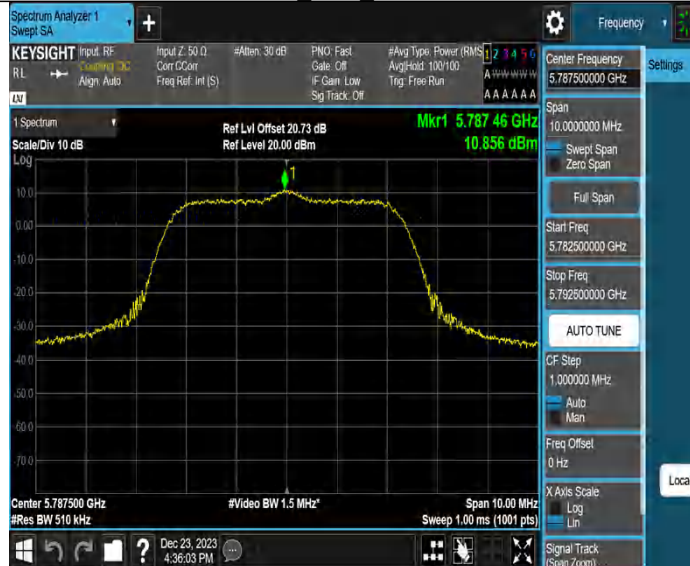 Spectrum Analyzer 1
Swept SA
+
Frequency
KEYSIGHT
RL
Input: RF
Coupling: DC
Align: Auto
Input Z: 50 Ω
Corr CCorr
Freq Ref: Int (S)
#Atten: 30 dB
PNO: Fast
Gate: Off
IF Gain: Low
Sig Track: Off
#Avg Type: Power (RMS
Avg|Hold: 100/100
Trig: Free Run
1 2 3 4 5 6
A W W W W W
A A A A A A
LXI
1 Spectrum
Scale/Div 10 dB
Ref Lvl Offset 20.73 dB
Ref Level 20.00 dBm
Mkr1 5.787 46 GHz
10.856 dBm
Log
1
10.0
0.00
-10.0
-20.0
-30.0
-40.0
-50.0
-60.0
-70.0
Center 5.787500 GHz
#Res BW 510 kHz
#Video BW 1.5 MHz*
Span 10.00 MHz
Sweep 1.00 ms (1001 pts)
?
Dec 23, 2023
4:36:03 PM
Center Frequency
5.787500000 GHz
Span
10.0000000 MHz
Swept Span
Zero Span
Full Span
Start Freq
5.782500000 GHz
Stop Freq
5.792500000 GHz
AUTO TUNE
CF Step
1.000000 MHz
Auto
Man
Freq Offset
0 Hz
X Axis Scale
Log
Lin
Signal Track
(Span Zoom)
Settings
Loca